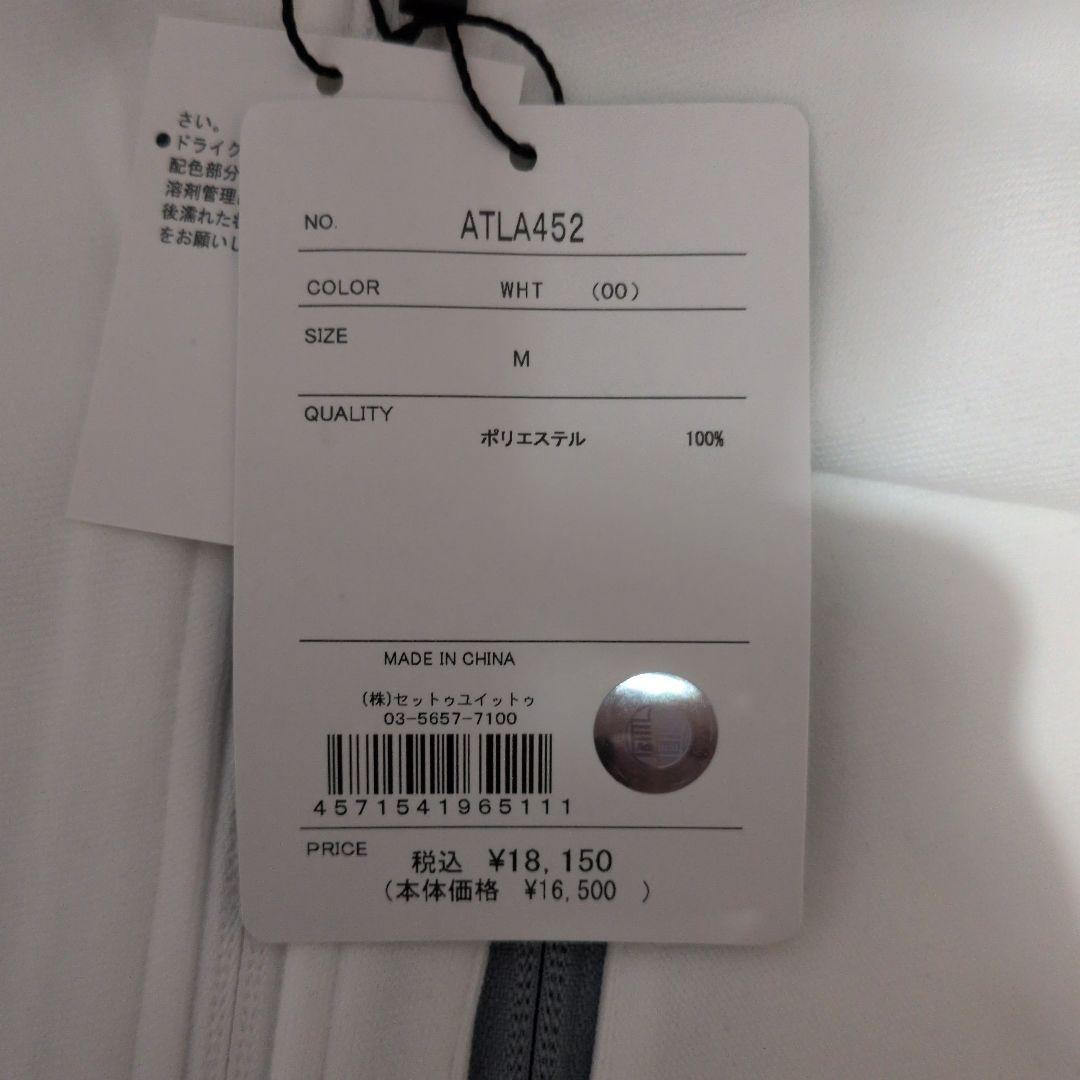 さい。
●ドライク
配色部分
溶剤管理
後濡れた
をお願いし
NO. ATLA452
COLOR WHT (00)
SIZE
M
QUALITY
ポリエステル 100%
MADE IN CHINA
(株)セットゥユイットゥ
03-5657-7100
4571541965111
PRICE 税込 ¥18,150
(本体価格 ¥16,500 )